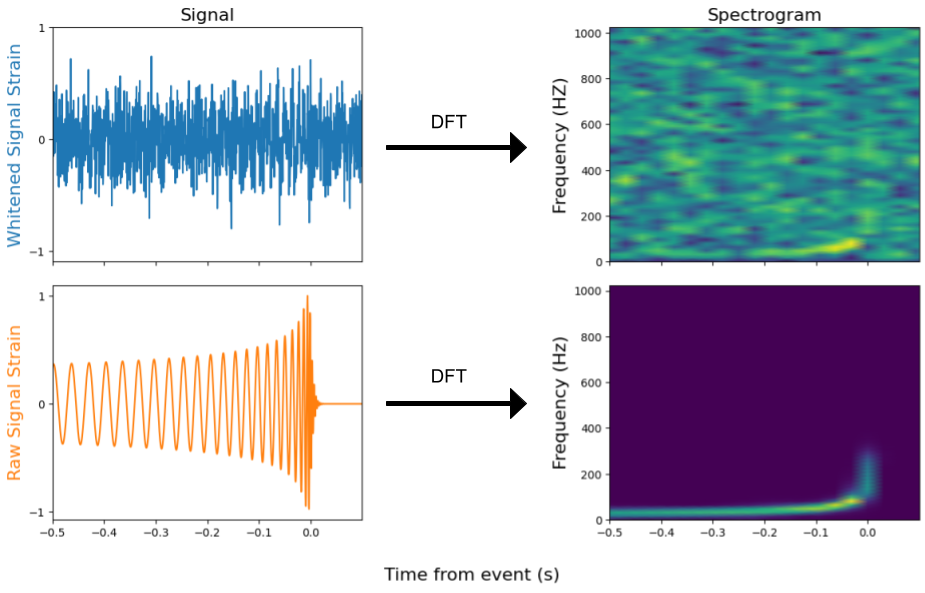 Signal
Spectrogram
Whitened Signal Strain
1
0
−1
DFT
Frequency (HZ)
1000
800
600
400
200
0
Raw Signal Strain
1
0
−1
−0.5 −0.4 −0.3 −0.2 −0.1 0.0
DFT
Frequency (Hz)
1000
800
600
400
200
0
−0.5 −0.4 −0.3 −0.2 −0.1 0.0
Time from event (s)